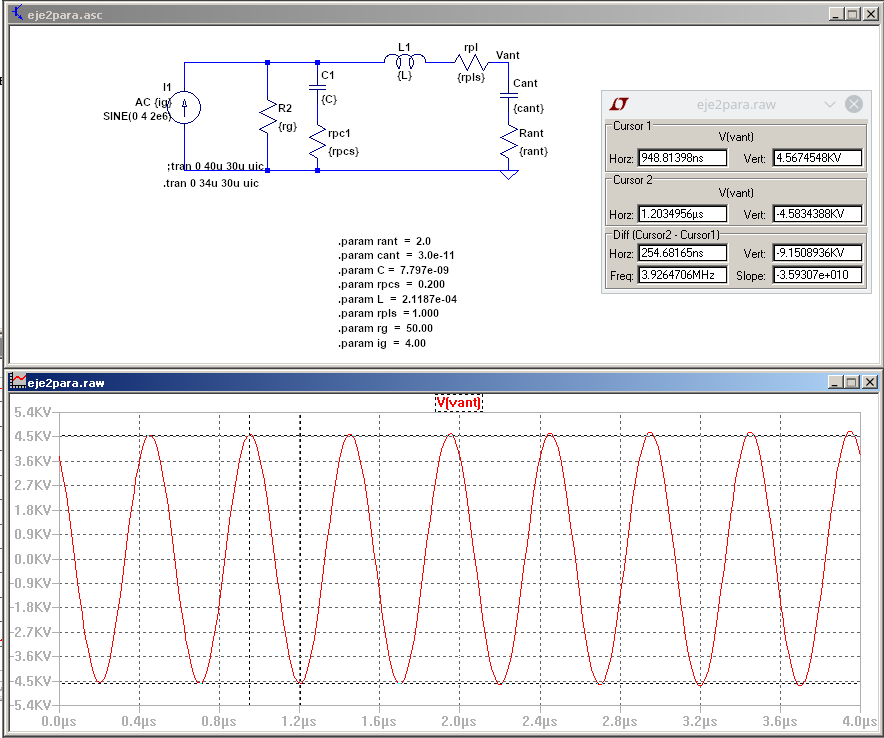 eje2para.asc
L1
{L}
rpl
{rpls}
Vant
C1
{C}
Cant
{cant}
I1
AC {ig}
SINE(0 4 2e6)
R2
{rg}
rpc1
{rpcs}
Rant
{rant}
;tran 0 40u 30u uic
.tran 0 34u 30u uic
.param rant = 2.0
.param cant = 3.0e-11
.param C = 7.797e-09
.param rpcs = 0.200
.param L = 2.1187e-04
.param rpls = 1.000
.param rg = 50.00
.param ig = 4.00
eje2para.raw
Cursor 1
V(vant)
Horz: 948.81398ns Vert: 4.5674548KV
Cursor 2
V(vant)
Horz: 1.2034956µs Vert: -4.5834388KV
Diff (Cursor2 - Cursor1)
Horz: 254.68165ns Vert: -9.1508936KV
Freq: 3.9264706MHz Slope: -3.59307e+010
eje2para.raw
V(vant)
5.4KV
4.5KV
3.6KV
2.7KV
1.8KV
0.9KV
0.0KV
-0.9KV
-1.8KV
-2.7KV
-3.6KV
-4.5KV
-5.4KV
0.0µs 0.4µs 0.8µs 1.2µs 1.6µs 2.0µs 2.4µs 2.8µs 3.2µs 3.6µs 4.0µs